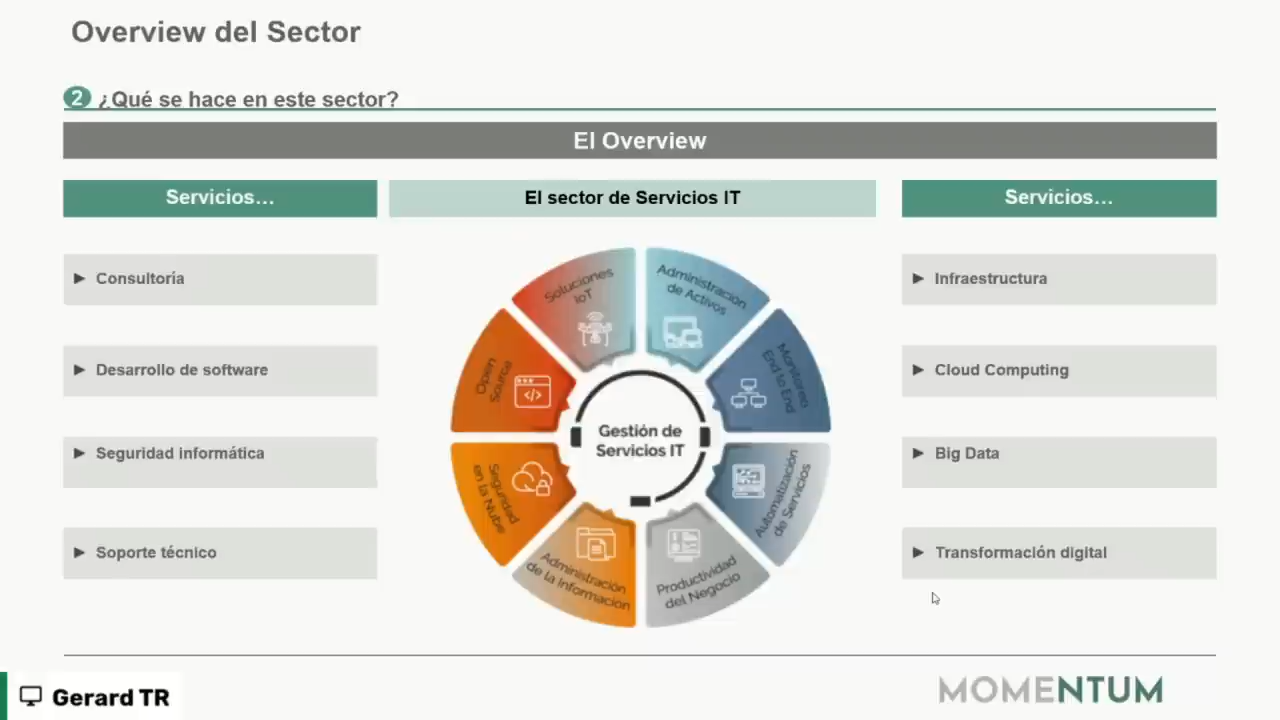 Overview del Sector
2 ¿Qué se hace en este sector?
El Overview
Servicios...
El sector de Servicios IT
Servicios...
► Consultoría
► Desarrollo de software
► Seguridad informática
► Soporte técnico
Soluciones
IoT
Administración
de Activos
Open
Source
Monitoreo
End to End
Gestión de
Servicios IT
Seguridad
en la Nube
Automatización
de Servicios
Administración
de la Información
Productividad
del Negocio
► Infraestructura
► Cloud Computing
► Big Data
► Transformación digital
Gerard TR
MOMENTUM